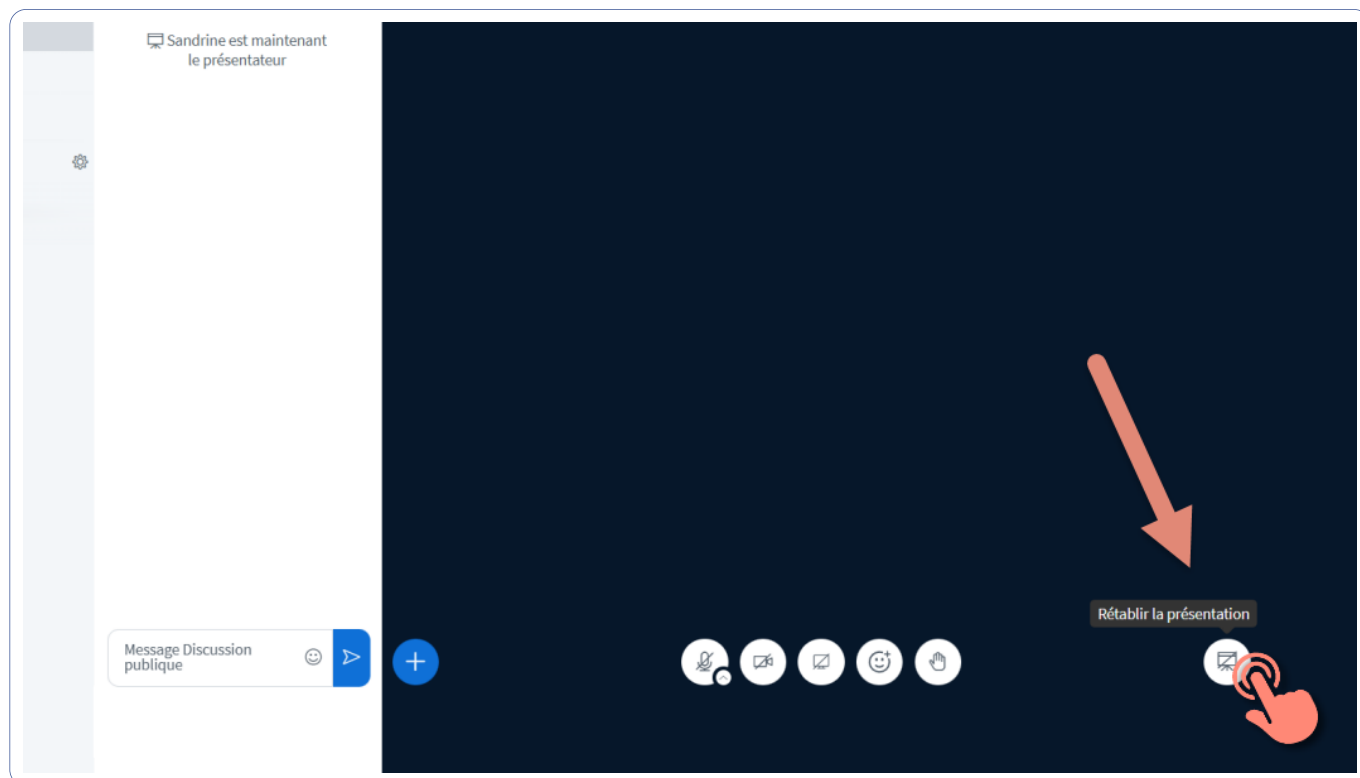 Sandrine est maintenant
le présentateur
Rétablir la présentation
Message Discussion
publique